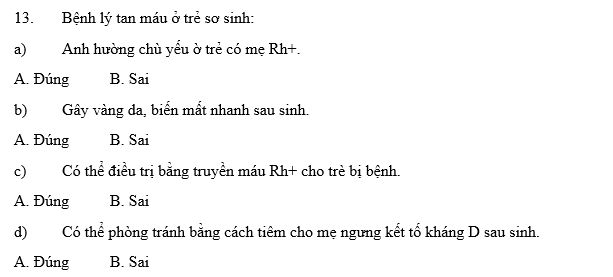 13. Bệnh lý tan máu ở trẻ sơ sinh:
a) Anh hường chù yếu ờ trẻ có mẹ Rh+.
A. Đúng B. Sai
b) Gây vàng da, biến mất nhanh sau sinh.
A. Đúng B. Sai
c) Có thể điều trị bằng truyền máu Rh+ cho trè bị bệnh.
A. Đúng B. Sai
d) Có thể phòng tránh bằng cách tiêm cho mẹ ngưng kết tố kháng D sau sinh.
A. Đúng B. Sai